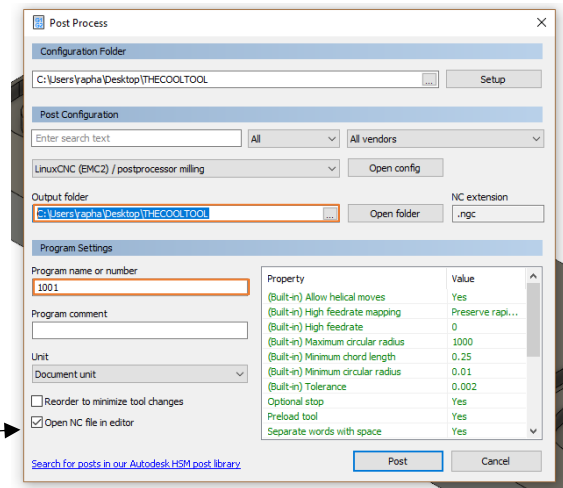 Post Process
Configuration Folder
C:\Users\rapha\Desktop\THECOOLTOOL
...
Setup
Post Configuration
Enter search text
All
All vendors
LinuxCNC (EMC2) / postprocessor milling
Open config
Output folder
NC extension
C:\Users\rapha\Desktop\THECOOLTOOL
...
Open folder
.ngc
Program Settings
Program name or number
1001
Program comment
Unit
Document unit
Reorder to minimize tool changes
Open NC file in editor
Property Value
(Built-in) Allow helical moves Yes
(Built-in) High feedrate mapping Preserve rapi...
(Built-in) High feedrate 0
(Built-in) Maximum circular radius 1000
(Built-in) Minimum chord length 0.25
(Built-in) Minimum circular radius 0.01
(Built-in) Tolerance 0.002
Optional stop Yes
Preload tool Yes
Separate words with space Yes
Search for posts in our Autodesk HSM post library
Post
Cancel